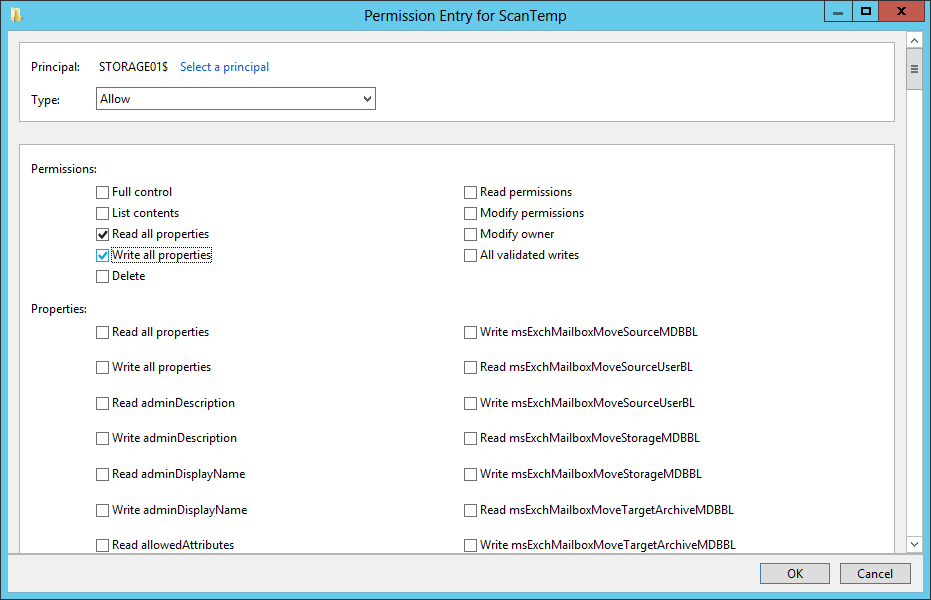 Permission Entry for ScanTemp
Principal: STORAGE01$ Select a principal
Type: Allow
Permissions:
Full control
List contents
Read all properties
Write all properties
Delete
Read permissions
Modify permissions
Modify owner
All validated writes
Properties:
Read all properties
Write all properties
Read adminDescription
Write adminDescription
Read adminDisplayName
Write adminDisplayName
Read allowedAttributes
Write msExchMailboxMoveSourceMDBBL
Read msExchMailboxMoveSourceUserBL
Write msExchMailboxMoveSourceUserBL
Read msExchMailboxMoveStorageMDBBL
Write msExchMailboxMoveStorageMDBBL
Read msExchMailboxMoveTargetArchiveMDBBL
Write msExchMailboxMoveTargetArchiveMDBBL
OK Cancel